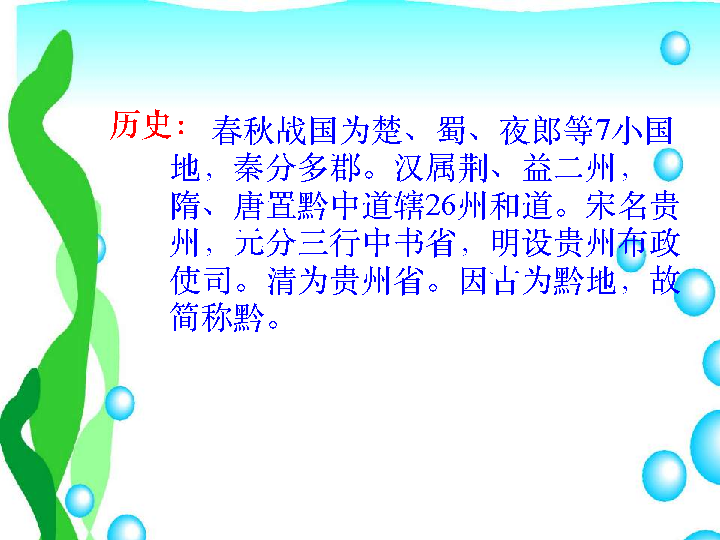 历史： 春秋战国为楚、蜀、夜郎等7小国
地，秦分多郡。汉属荆、益二州，
隋、唐置黔中道辖26州和道。宋名贵
州，元分三行中书省，明设贵州布政
使司。清为贵州省。因古为黔地，故
简称黔。